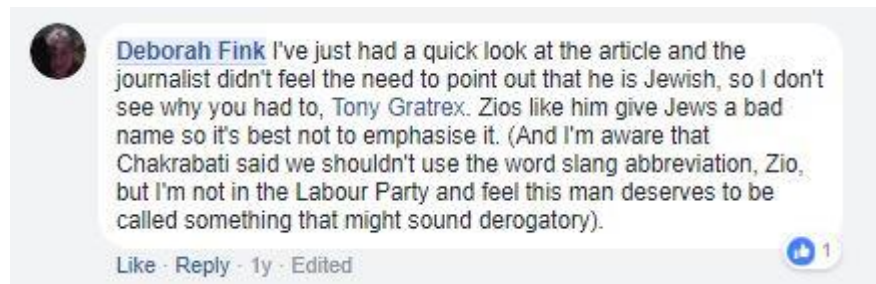 Deborah Fink I've just had a quick look at the article and the
journalist didn't feel the need to point out that he is Jewish, so I don't
see why you had to, Tony Gratrex. Zios like him give Jews a bad
name so it's best not to emphasise it. (And I'm aware that
Chakrabati said we shouldn't use the word slang abbreviation, Zio,
but I'm not in the Labour Party and feel this man deserves to be
called something that might sound derogatory).
1
Like · Reply · 1y · Edited